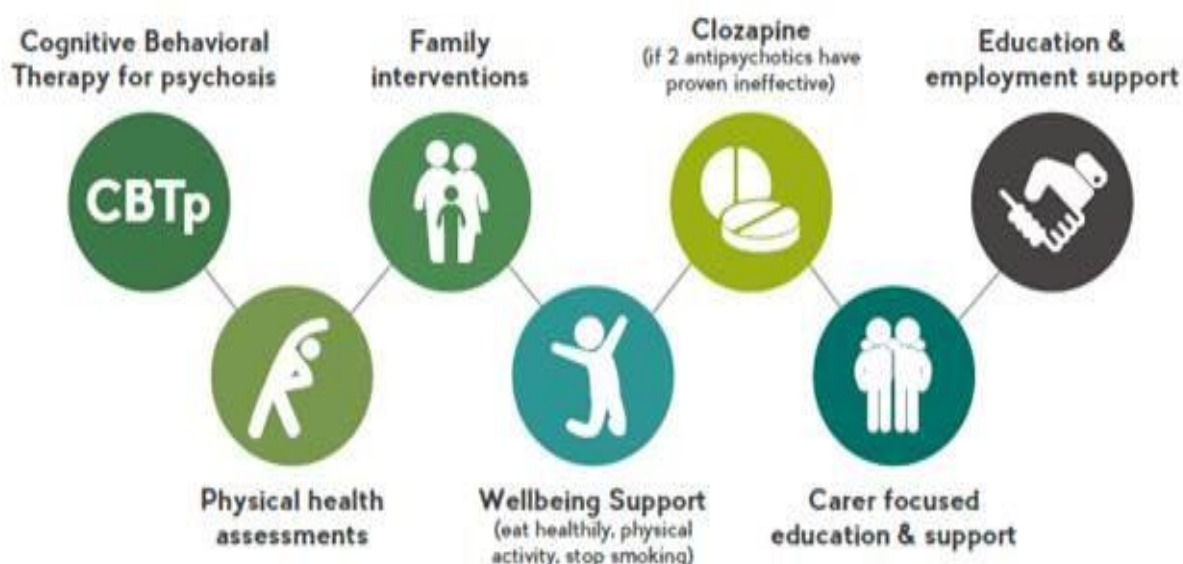 Cognitive Behavioral
Therapy for psychosis
Family
interventions
Clozapine
(if 2 antipsychotics have
proven ineffective)
Education &
employment support
CBTp
Physical health
assessments
Wellbeing Support
(eat healthily, physical
activity, stop smoking)
Carer focused
education & support